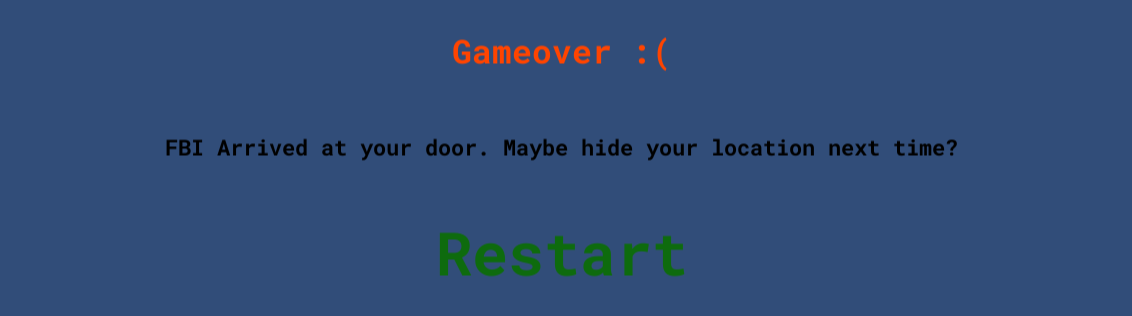 Gameover :(
FBI Arrived at your door. Maybe hide your location next time?
Restart